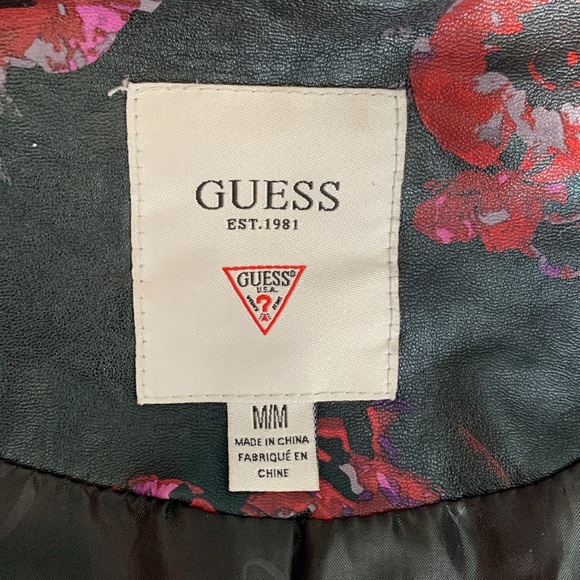 GUESS
EST.1981
GUESS®
U.S.A.
?
M/M
MADE IN CHINA
FABRIQUÉ EN
CHINE